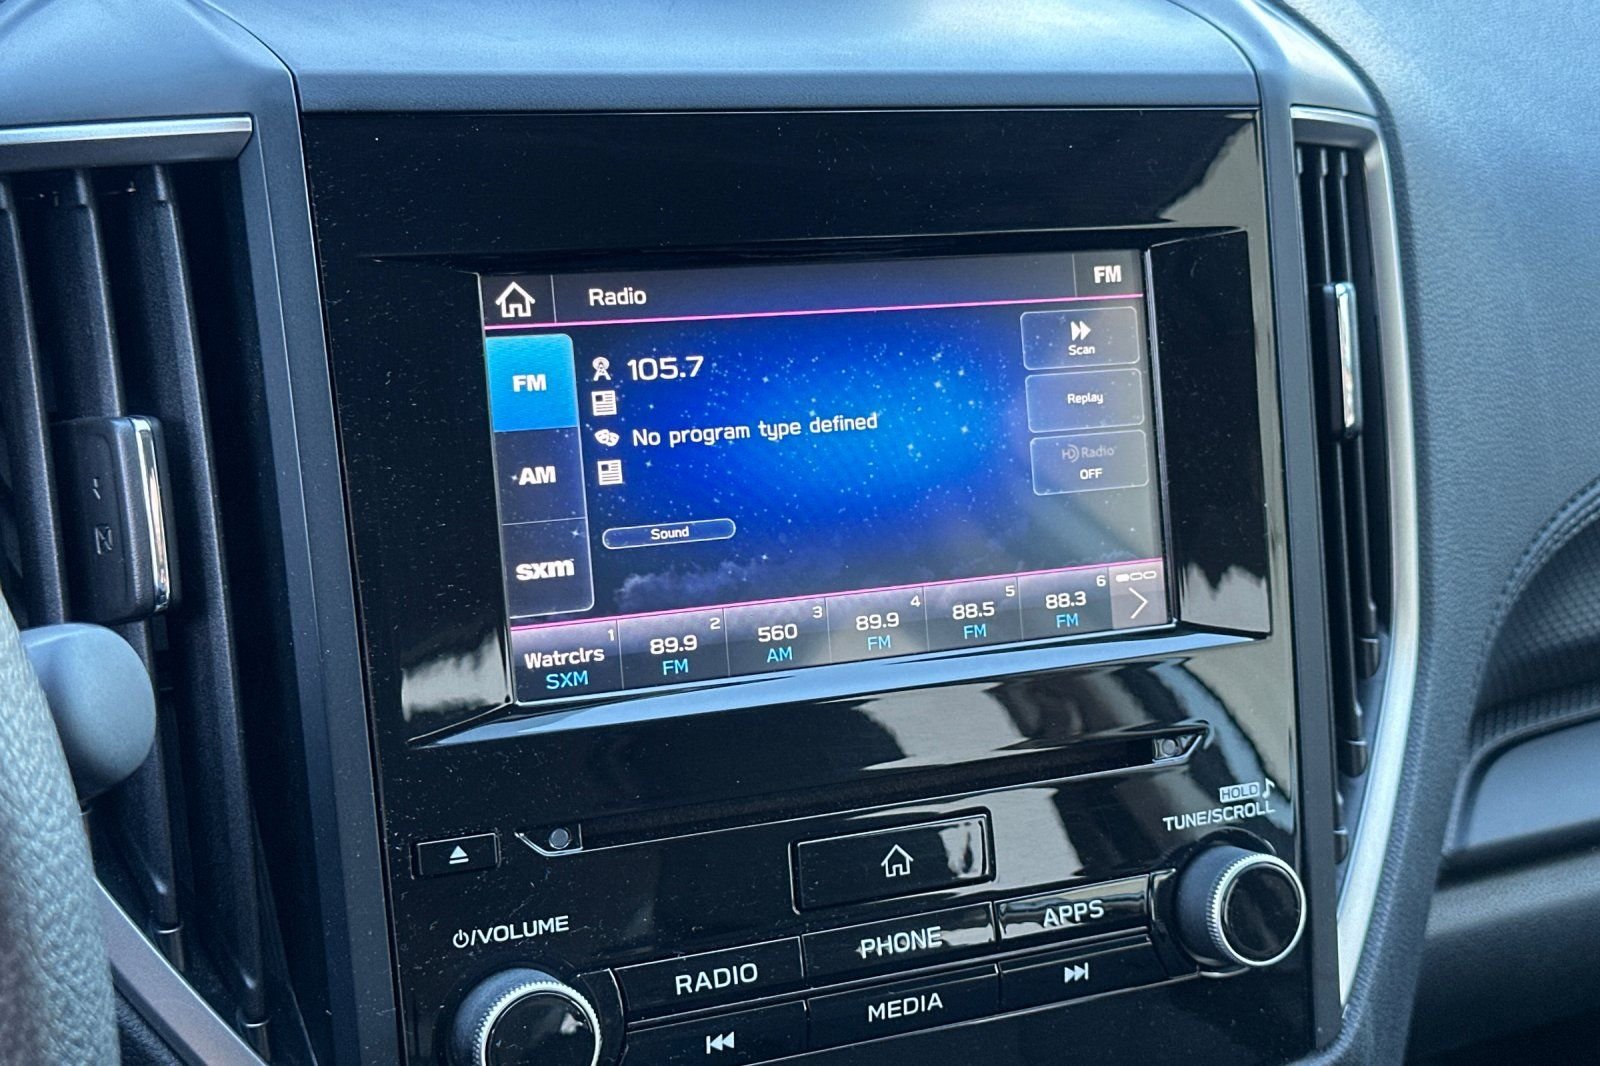 Radio
FM
FM
105.7
Scan
No program type defined
Replay
AM
HD Radio
OFF
Sound
sxm
1
Watrclrs
SXM
2
89.9
FM
3
560
AM
4
89.9
FM
5
88.5
FM
6
88.3
FM
HOLD
TUNE/SCROLL
/VOLUME
RADIO
PHONE
APPS
MEDIA